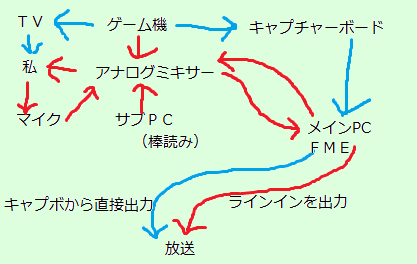 ＴＶ
ゲーム機
キャプチャーボード
私
アナログミキサー
マイク
サブＰＣ
（棒読み）
メインPC
ＦＭＥ
キャプボから直接出力
ラインインを出力
放送